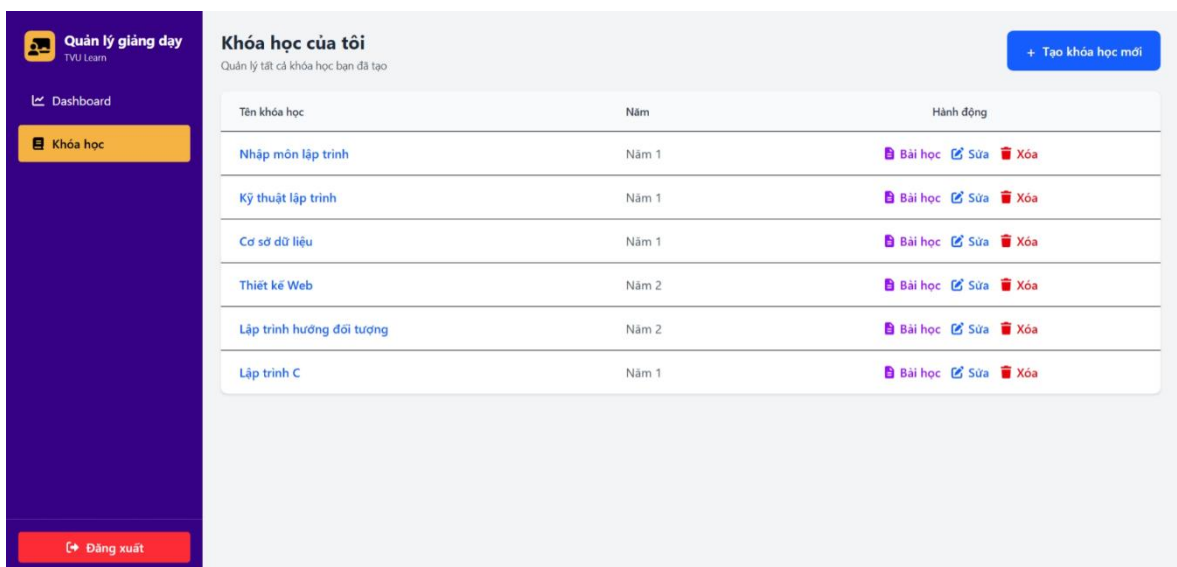 Quản lý giảng dạy
TVU Learn
Dashboard
Khóa học
Đăng xuất
Khóa học của tôi
Quản lý tất cả khóa học bạn đã tạo
+ Tạo khóa học mới
Tên khóa học Năm Hành động
Nhập môn lập trình Năm 1 Bài học Sửa Xóa
Kỹ thuật lập trình Năm 1 Bài học Sửa Xóa
Cơ sở dữ liệu Năm 1 Bài học Sửa Xóa
Thiết kế Web Năm 2 Bài học Sửa Xóa
Lập trình hướng đối tượng Năm 2 Bài học Sửa Xóa
Lập trình C Năm 1 Bài học Sửa Xóa